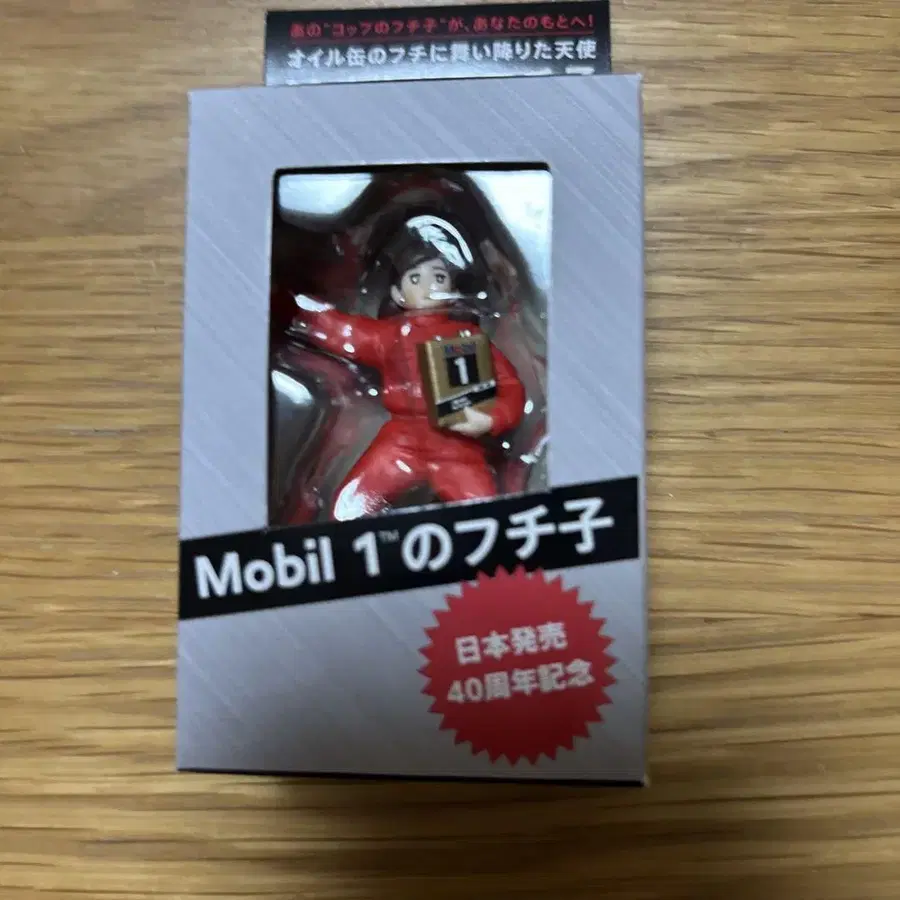 あの"コップのフチ子"が、あなたのもとへ!
オイル缶のフチに舞い降りた天使
Mobil
1
Mobil 1™のフチ子
日本発売
40周年記念